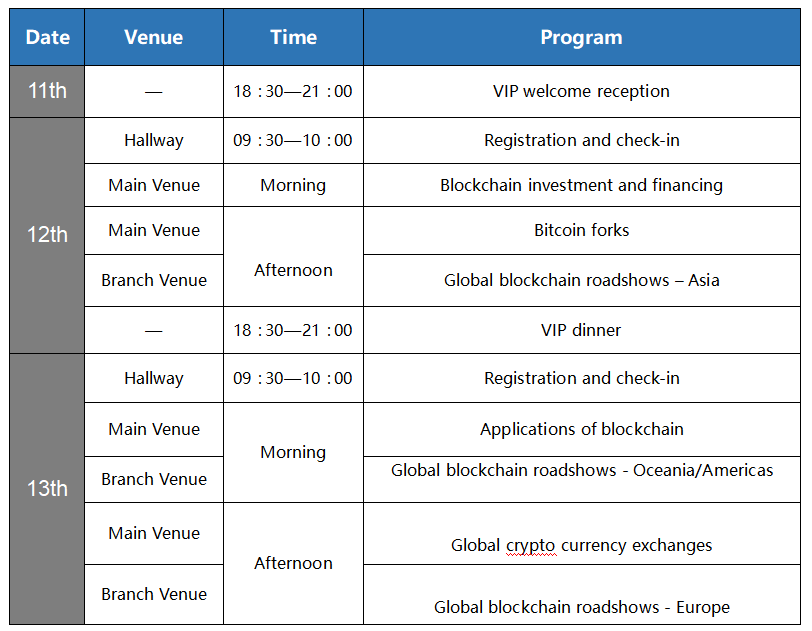 Date Venue Time Program
11th — 18：30—21：00 VIP welcome reception
12th
Hallway 09：30—10：00 Registration and check-in
Main Venue Morning Blockchain investment and financing
Main Venue Afternoon Bitcoin forks
Branch Venue Global blockchain roadshows – Asia
— 18：30—21：00 VIP dinner
13th
Hallway 09：30—10：00 Registration and check-in
Main Venue Morning Applications of blockchain
Branch Venue Global blockchain roadshows - Oceania/Americas
Main Venue Afternoon Global crypto currency exchanges
Branch Venue Global blockchain roadshows - Europe